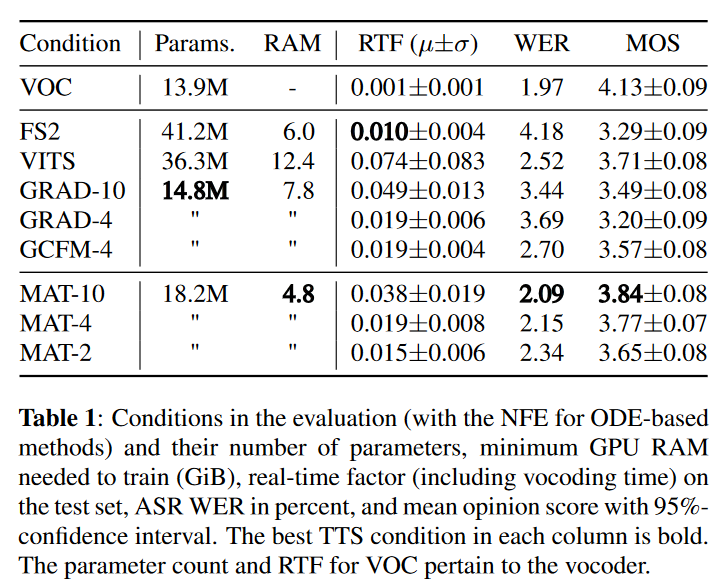 Condition Params. RAM RTF (μ±σ) WER MOS
VOC 13.9M - 0.001±0.001 1.97 4.13±0.09
FS2 41.2M 6.0 0.010±0.004 4.18 3.29±0.09
VITS 36.3M 12.4 0.074±0.083 2.52 3.71±0.08
GRAD-10 14.8M 7.8 0.049±0.013 3.44 3.49±0.08
GRAD-4 " " 0.019±0.006 3.69 3.20±0.09
GCFM-4 " " 0.019±0.004 2.70 3.57±0.08
MAT-10 18.2M 4.8 0.038±0.019 2.09 3.84±0.08
MAT-4 " " 0.019±0.008 2.15 3.77±0.07
MAT-2 " " 0.015±0.006 2.34 3.65±0.08
Table 1: Conditions in the evaluation (with the NFE for ODE-based
methods) and their number of parameters, minimum GPU RAM
needed to train (GiB), real-time factor (including vocoding time) on
the test set, ASR WER in percent, and mean opinion score with 95%-
confidence interval. The best TTS condition in each column is bold.
The parameter count and RTF for VOC pertain to the vocoder.